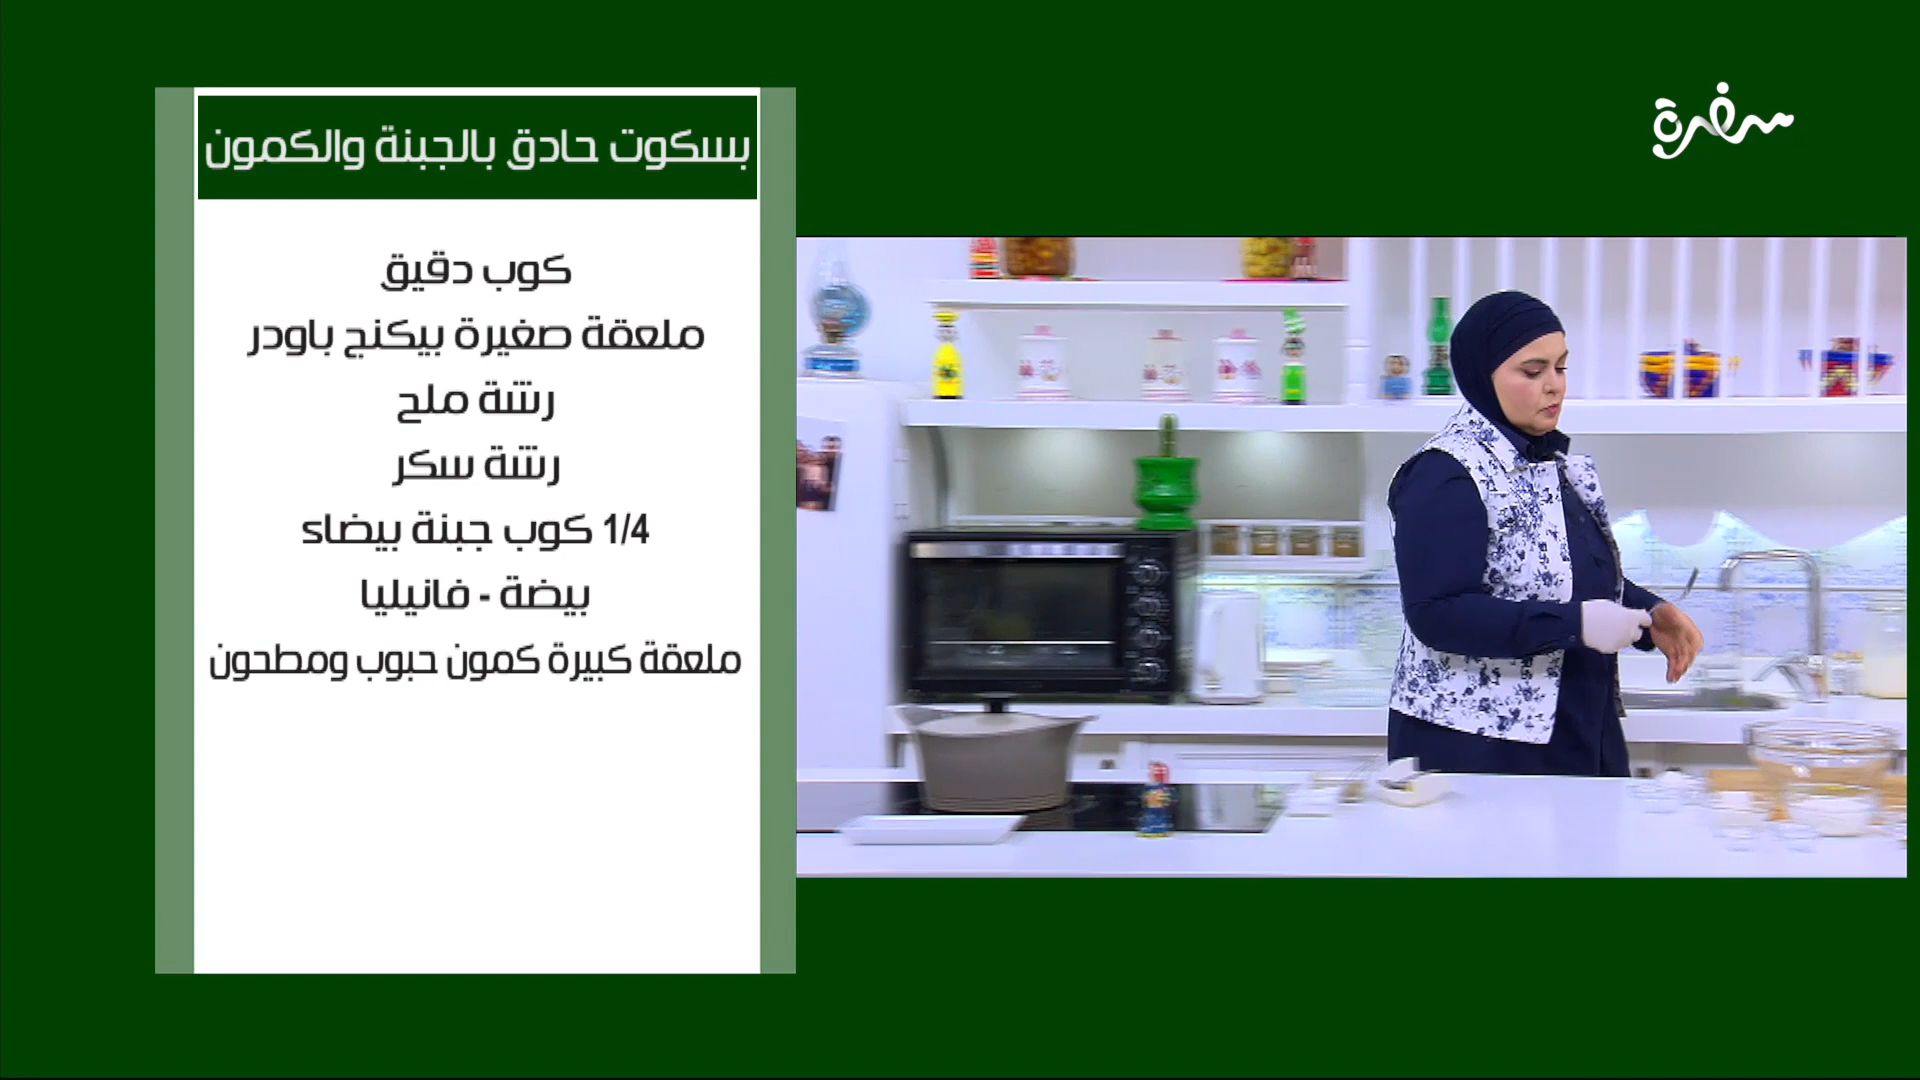 سفرة
بسكوت حادق بالجبنة والكمون
كوب دقيق
ملعقة صغيرة بيكنج باودر
رشة ملح
رشة سكر
1/4 كوب جبنة بيضاء
بيضة - فانيليا
ملعقة كبيرة كمون حبوب ومطحون